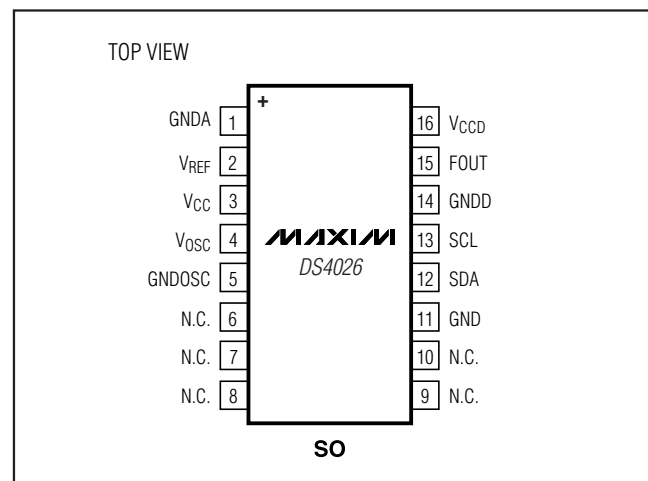 TOP VIEW
+
GNDA 1
VREF 2
VCC 3
VOSC 4
GNDOSC 5
N.C. 6
N.C. 7
N.C. 8
MAXIM
DS4026
16 VCCD
15 FOUT
14 GNDD
13 SCL
12 SDA
11 GND
10 N.C.
9 N.C.
SO